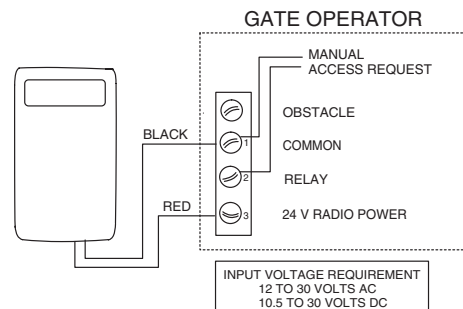 GATE OPERATOR
MANUAL
ACCESS REQUEST
OBSTACLE
BLACK
1
COMMON
2
RELAY
RED
3
24 V RADIO POWER
INPUT VOLTAGE REQUIREMENT
12 TO 30 VOLTS AC
10.5 TO 30 VOLTS DC